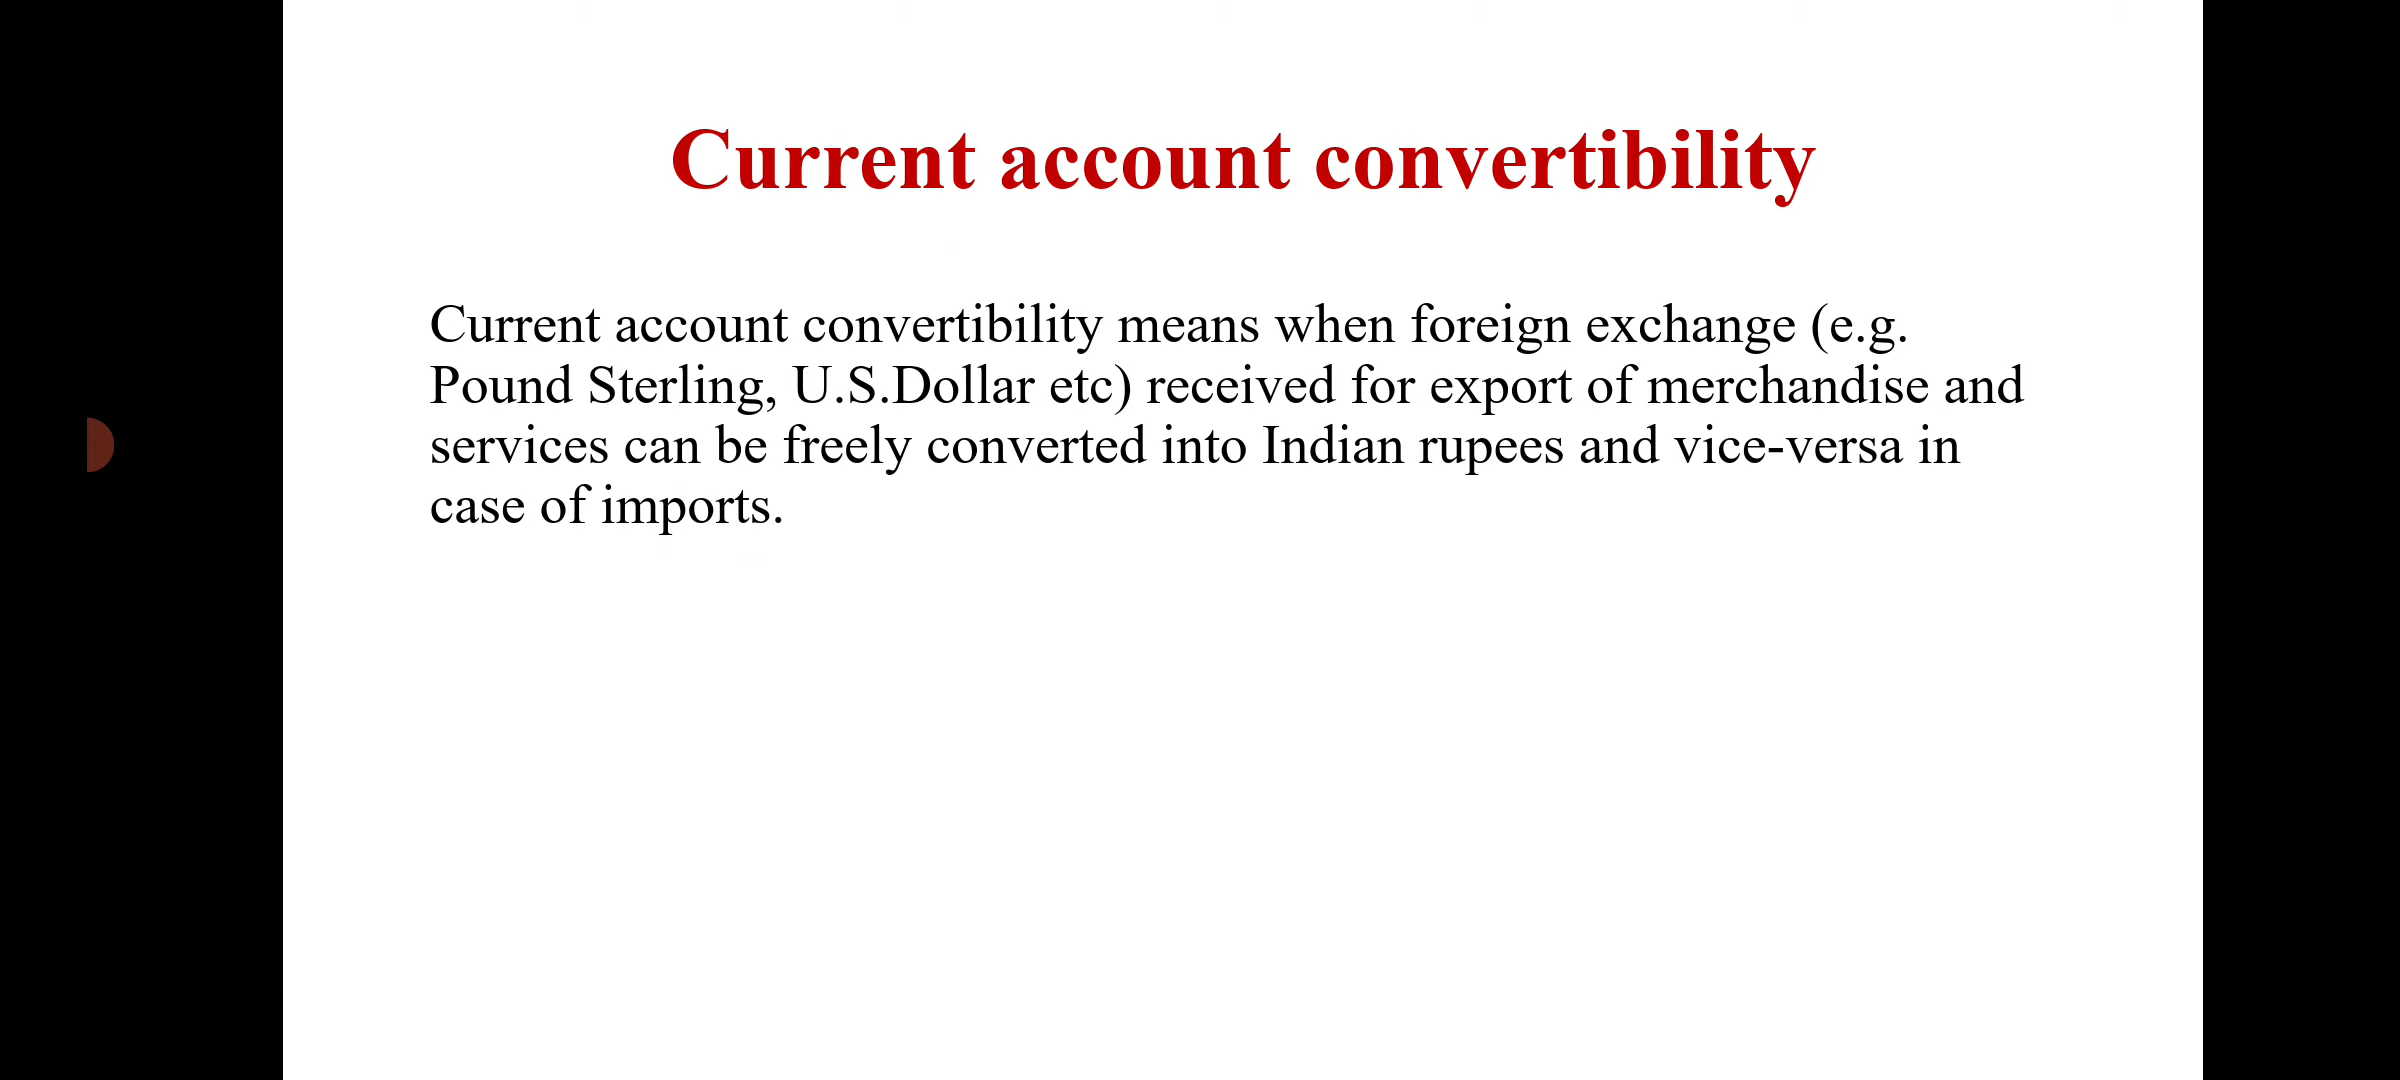 Current account convertibility
Current account convertibility means when foreign exchange (e.g.
Pound Sterling, U.S.Dollar etc) received for export of merchandise and
services can be freely converted into Indian rupees and vice-versa in
case of imports.